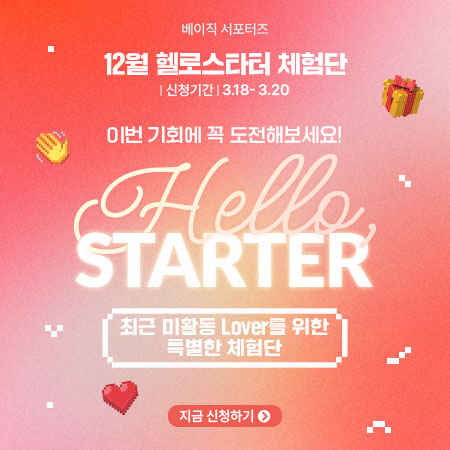 베이직 서포터즈
12월 헬로스타터 체험단
| 신청기간 | 3.18- 3.20
이번 기회에 꼭 도전해보세요!
Hello
STARTER
최근 미활동 Lover를 위한
특별한 체험단
지금 신청하기